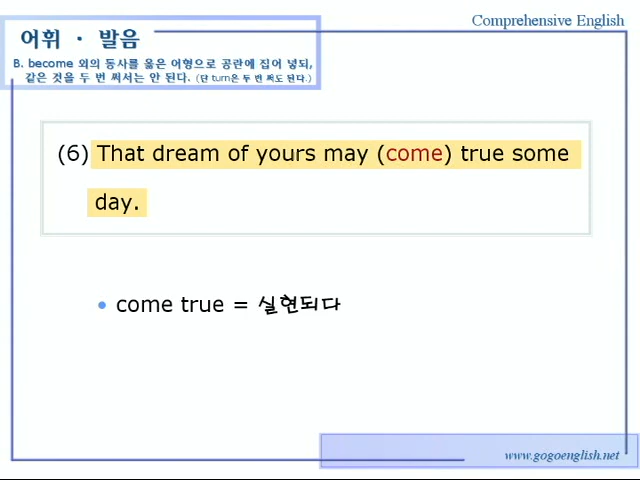 Comprehensive English
어휘 · 발음
B. become 외의 동사를 옳은 어형으로 공란에 집어 넣되,
같은 것을 두 번 써서는 안 된다. (단 turn은 두 번 써도 된다.)
(6) That dream of yours may (come) true some
day.
• come true = 실현되다
www.gogoenglish.net